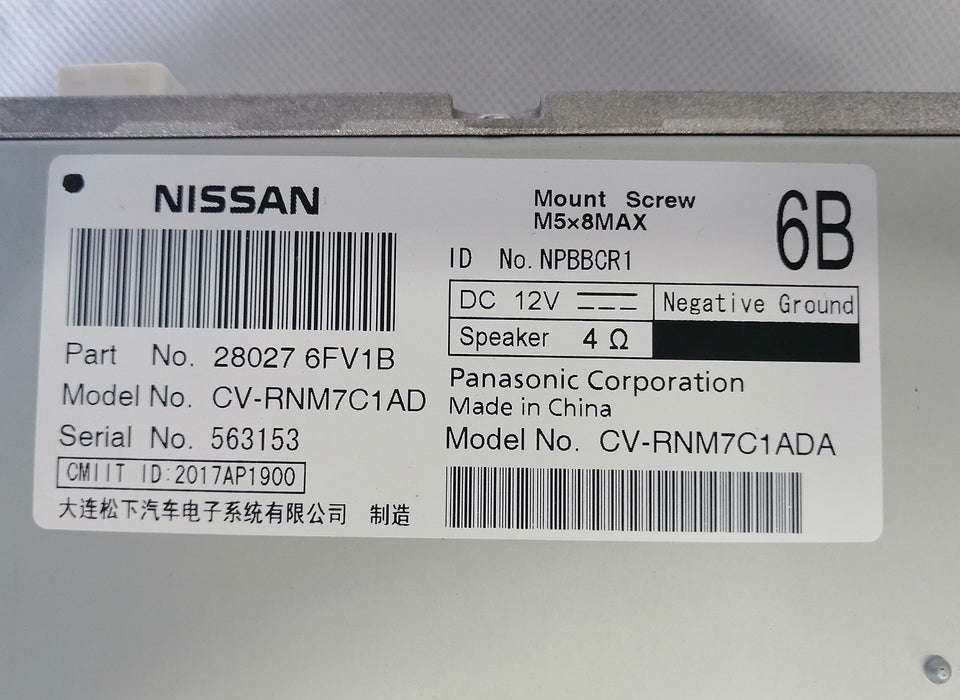 NISSAN
Part No. 28027 6FV1B
Model No. CV-RNM7C1AD
Serial No. 563153
CMIIT ID:2017AP1900
大连松下汽车电子系统有限公司 制造
Mount Screw
M5×8MAX
6B
ID No. NPBBCR1
DC 12V
Negative Ground
Speaker 4 Ω
Panasonic Corporation
Made in China
Model No. CV-RNM7C1ADA